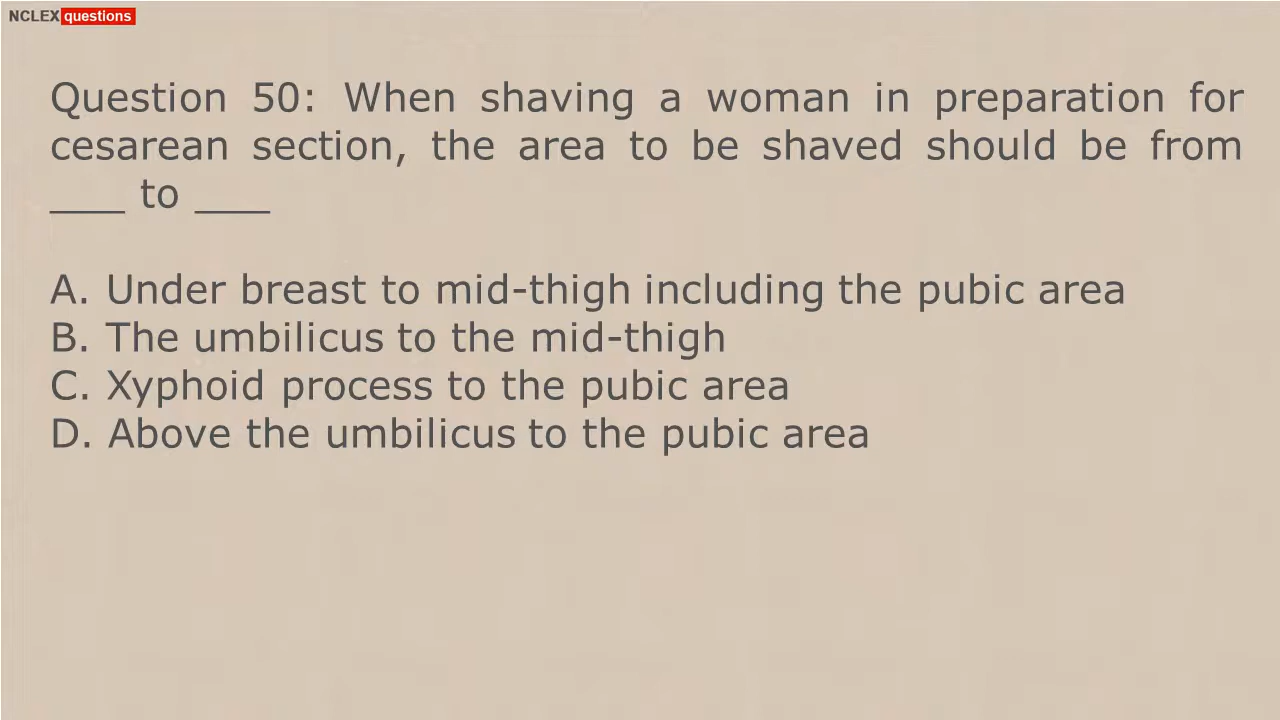 NCLEX questions
Question 50: When shaving a woman in preparation for
cesarean section, the area to be shaved should be from
____ to ____
A. Under breast to mid-thigh including the pubic area
B. The umbilicus to the mid-thigh
C. Xyphoid process to the pubic area
D. Above the umbilicus to the pubic area